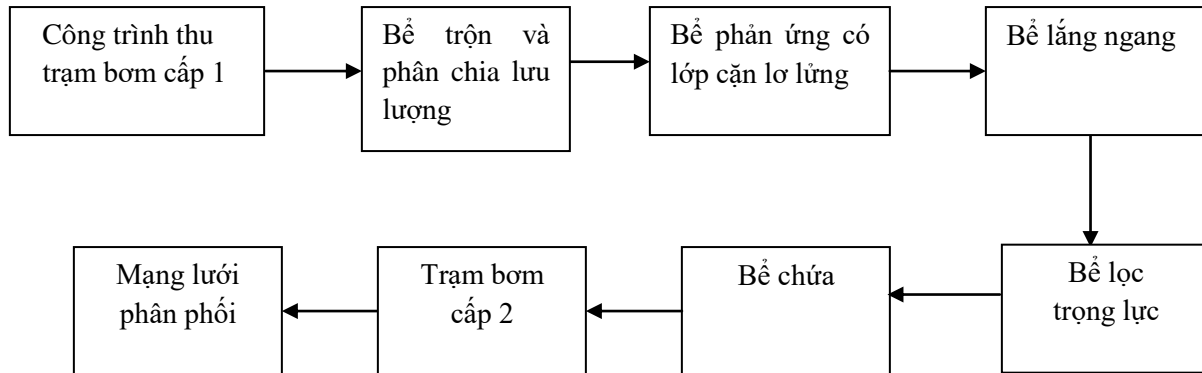 Công trình thu
trạm bơm cấp 1
Bể trộn và
phân chia lưu
lượng
Bể phản ứng có
lớp cặn lơ lửng
Bể lắng ngang
Bể lọc
trọng lực
Bể chứa
Trạm bơm
cấp 2
Mạng lưới
phân phối